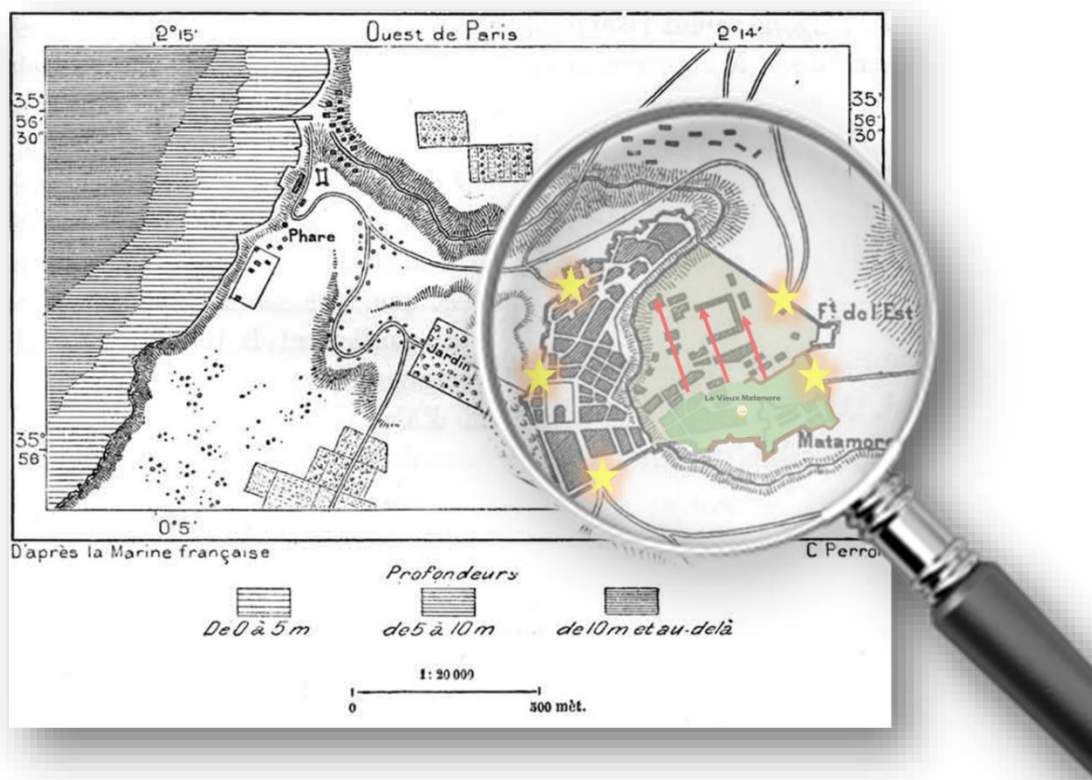 2°15'
Ouest de Paris
2°14'
35°
56'
30"
35°
56'
30"
Phare
Ft de l'Est
Jardin
Le Vieux Matemore
Matamore
35°
56'
0°5'
D'après la Marine française
C Perron
Profondeurs
De 0 à 5 m
de 5 à 10 m
de 10 m et au-delà
1 : 20 000
0
500 mèt.